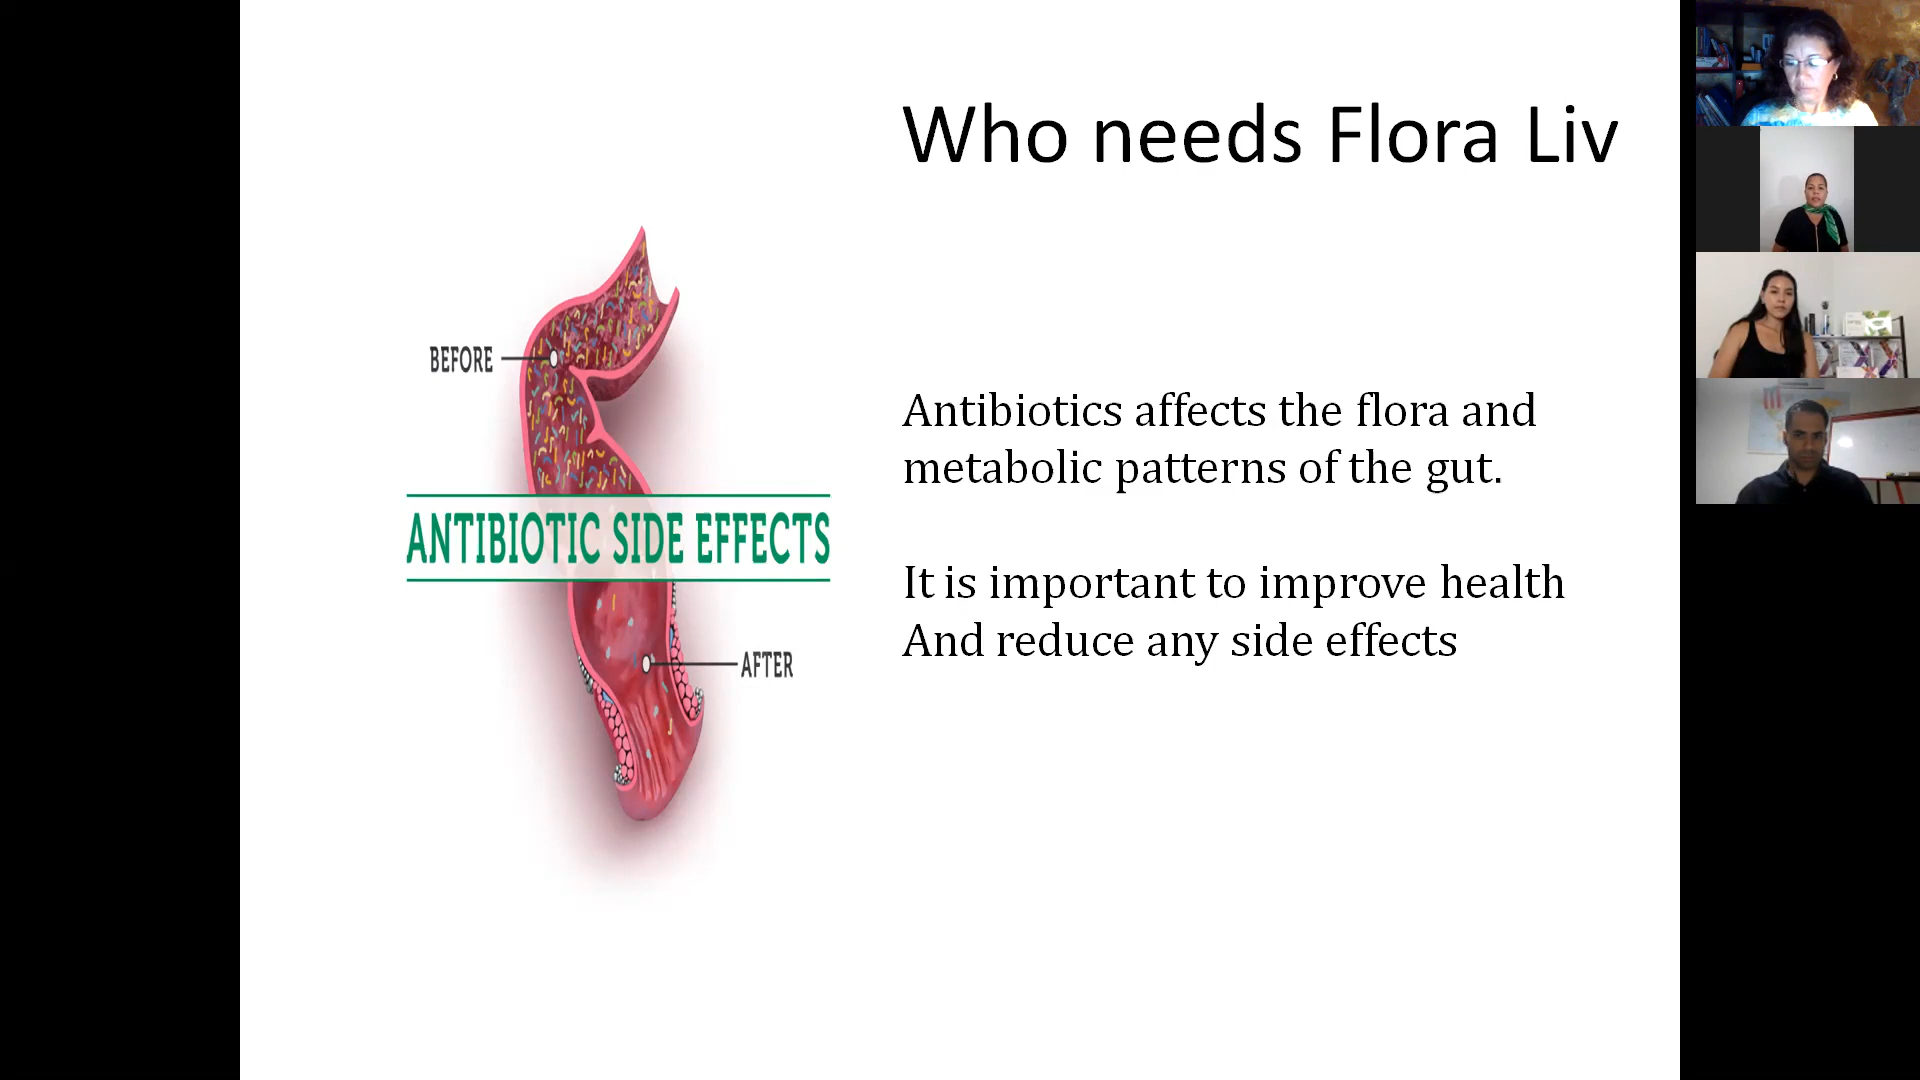 Who needs Flora Liv
BEFORE
ANTIBIOTIC SIDE EFFECTS
AFTER
Antibiotics affects the flora and
metabolic patterns of the gut.
It is important to improve health
And reduce any side effects